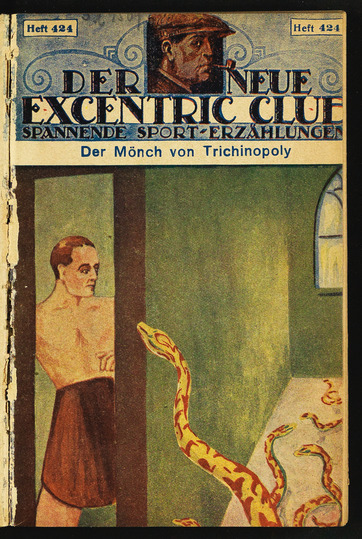 Heft 424
Heft 424
DER NEUE
EXCENTRIC CLUB
SPANNENDE SPORT-ERZÄHLUNGEN
Der Mönch von Trichinopoly